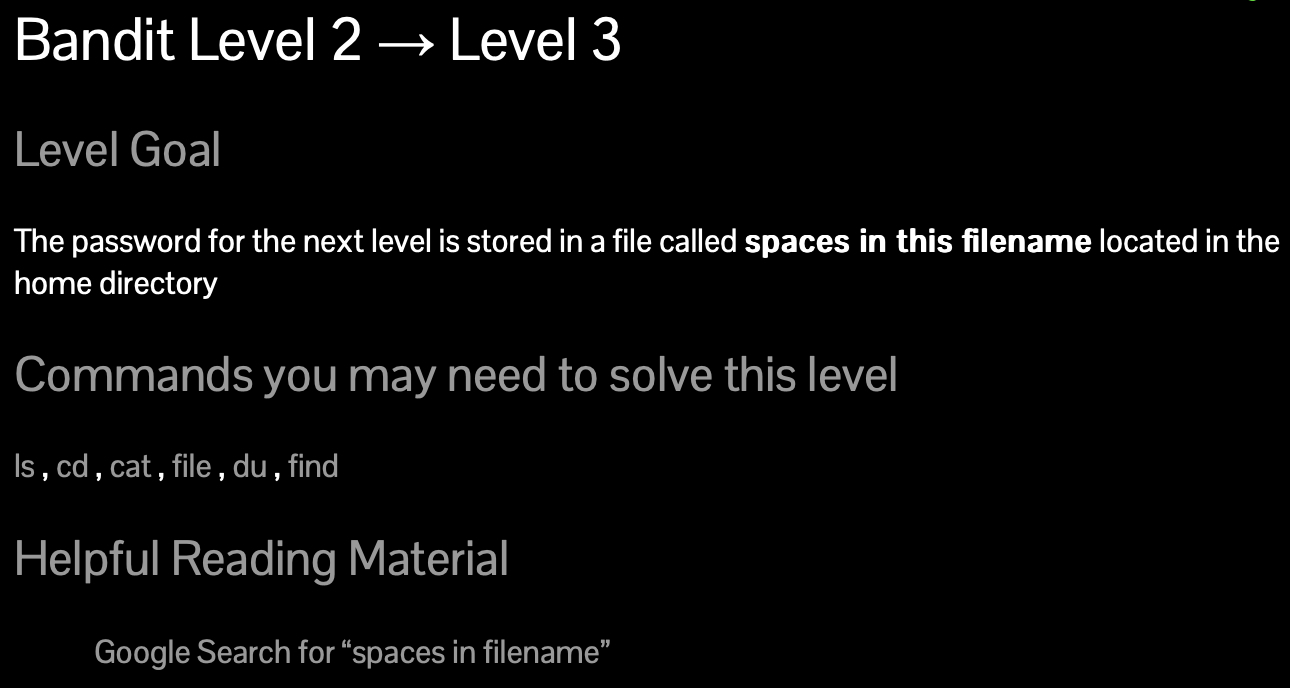 Bandit Level 2 → Level 3
Level Goal
The password for the next level is stored in a file called spaces in this filename located in the
home directory
Commands you may need to solve this level
ls , cd , cat , file , du , find
Helpful Reading Material
Google Search for “spaces in filename”